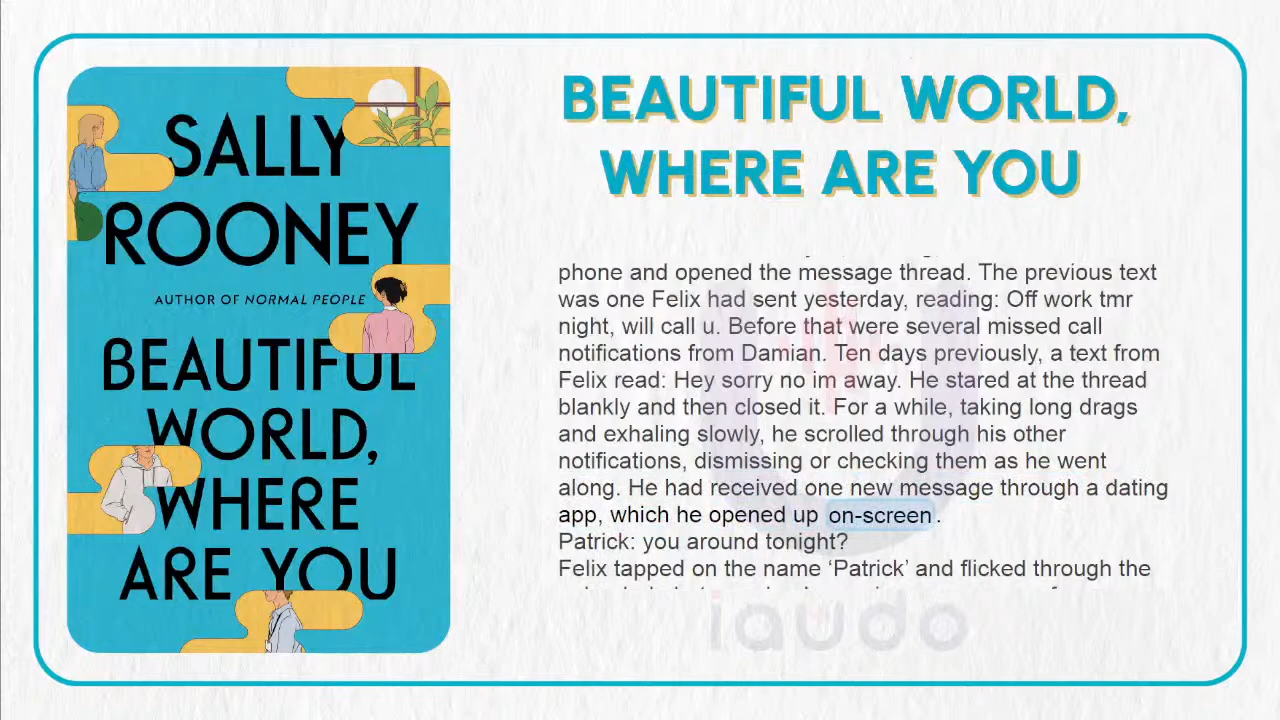 SALLY
ROONEY
AUTHOR OF NORMAL PEOPLE
BEAUTIFUL
WORLD,
WHERE
ARE YOU
BEAUTIFUL WORLD,
WHERE ARE YOU
phone and opened the message thread. The previous text
was one Felix had sent yesterday, reading: Off work tmr
night, will call u. Before that were several missed call
notifications from Damian. Ten days previously, a text from
Felix read: Hey sorry no im away. He stared at the thread
blankly and then closed it. For a while, taking long drags
and exhaling slowly, he scrolled through his other
notifications, dismissing or checking them as he went
along. He had received one new message through a dating
app, which he opened up on-screen.
Patrick: you around tonight?
Felix tapped on the name ‘Patrick’ and flicked through the
iaudo